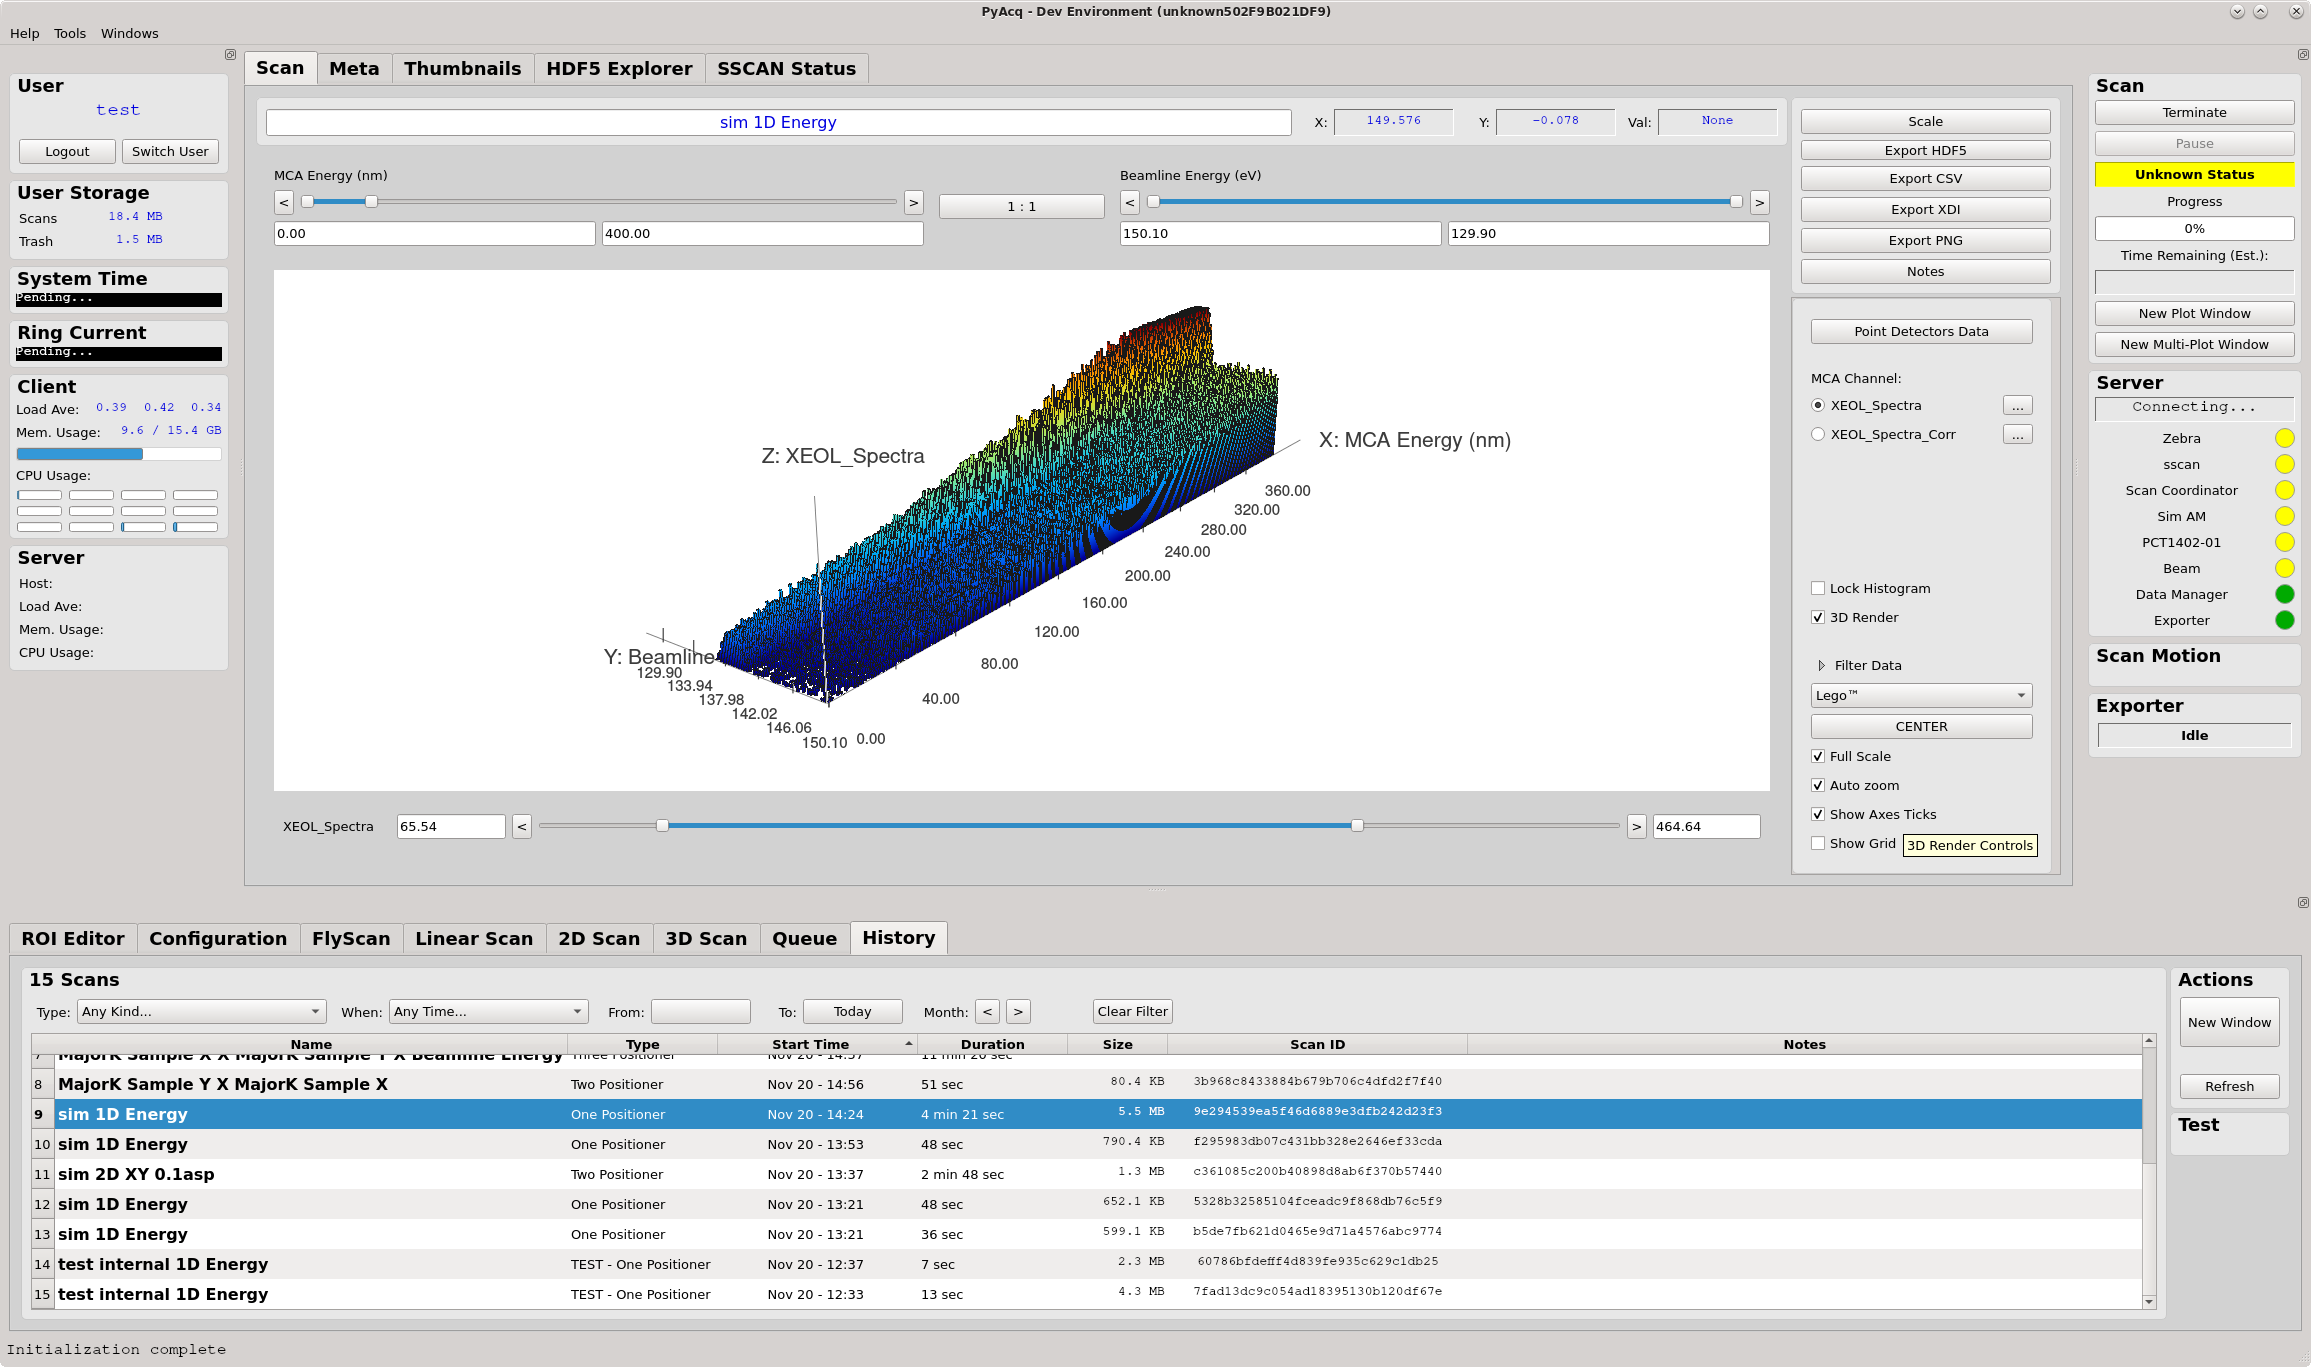 PyAcq - Dev Environment (unknown502F9B021DF9)
Help Tools Windows
User
test
Logout Switch User
User Storage
Scans 18.4 MB
Trash 1.5 MB
System Time
Pending...
Ring Current
Pending...
Client
Load Ave: 0.39 0.42 0.34
Mem. Usage: 9.6 / 15.4 GB
CPU Usage:
Server
Host:
Load Ave:
Mem. Usage:
CPU Usage:
Scan Meta Thumbnails HDF5 Explorer SSCAN Status
sim 1D Energy X: 149.576 Y: -0.078 Val: None
MCA Energy (nm) Beamline Energy (eV)
< > 1 : 1 < >
0.00 400.00 150.10 129.90
Z: XEOL_Spectra
X: MCA Energy (nm)
Y: Beamline
360.00
320.00
280.00
240.00
200.00
160.00
120.00
80.00
40.00
0.00
129.90
133.94
137.98
142.02
146.06
150.10
XEOL_Spectra 65.54 < > 464.64
Scale
Export HDF5
Export CSV
Export XDI
Export PNG
Notes
Point Detectors Data
MCA Channel:
XEOL_Spectra ...
XEOL_Spectra_Corr ...
Lock Histogram
3D Render
Filter Data
Lego™
CENTER
Full Scale
Auto zoom
Show Axes Ticks
Show Grid
3D Render Controls
Scan
Terminate
Pause
Unknown Status
Progress
0%
Time Remaining (Est.):
New Plot Window
New Multi-Plot Window
Server
Connecting...
Zebra
sscan
Scan Coordinator
Sim AM
PCT1402-01
Beam
Data Manager
Exporter
Scan Motion
Exporter
Idle
ROI Editor Configuration FlyScan Linear Scan 2D Scan 3D Scan Queue History
15 Scans
Type: Any Kind... When: Any Time... From: To: Today Month: < > Clear Filter
Name Type Start Time Duration Size Scan ID Notes
7 MajorK Sample X X MajorK Sample Y X Beamline Energy Three Positioner Nov 20 - 14:57 11 min 20 sec
8 MajorK Sample Y X MajorK Sample X Two Positioner Nov 20 - 14:56 51 sec 80.4 KB 3b968c8433884b679b706c4dfd2f7f40
9 sim 1D Energy One Positioner Nov 20 - 14:24 4 min 21 sec 5.5 MB 9e294539ea5f46d6889e3dfb242d23f3
10 sim 1D Energy One Positioner Nov 20 - 13:53 48 sec 790.4 KB f295983db07c431bb328e2646ef33cda
11 sim 2D XY 0.1asp Two Positioner Nov 20 - 13:37 2 min 48 sec 1.3 MB c361085c200b40898d8ab6f370b57440
12 sim 1D Energy One Positioner Nov 20 - 13:21 48 sec 652.1 KB 5328b32585104fceadc9f868db76c5f9
13 sim 1D Energy One Positioner Nov 20 - 13:21 36 sec 599.1 KB b5de7fb621d0465e9d71a4576abc9774
14 test internal 1D Energy TEST - One Positioner Nov 20 - 12:37 7 sec 2.3 MB 60786bfdefff4d839fe935c629c1db25
15 test internal 1D Energy TEST - One Positioner Nov 20 - 12:33 13 sec 4.3 MB 7fad13dc9c054ad18395130b120df67e
Actions
New Window
Refresh
Test
Initialization complete